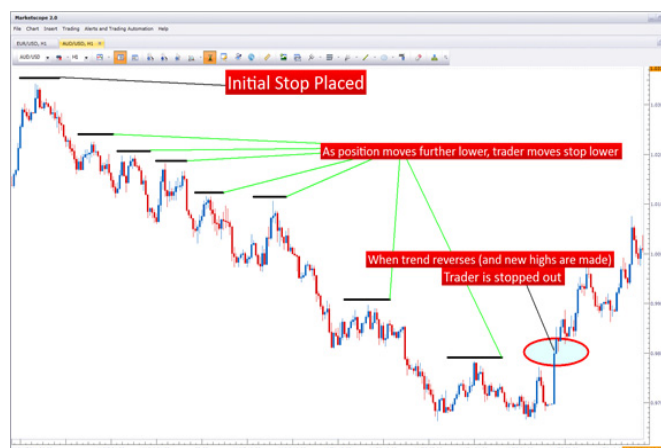 Marketscope 2.0
File Chart Insert Trading Alerts and Trading Automation Help
EUR/USD, H1 AUD/USD, H1
AUD/USD H1
Initial Stop Placed
As position moves further lower, trader moves stop lower
When trend reverses (and new highs are made)
Trader is stopped out